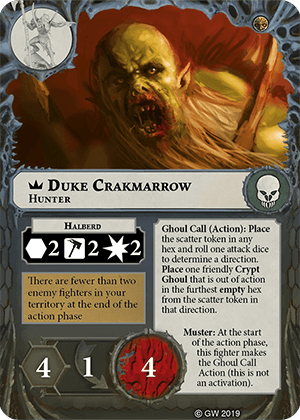 DUKE CRAKMARROW
HUNTER
HALBERD
2 2 2
There are fewer than two
enemy fighters in your
territory at the end of the
action phase
Ghoul Call (Action): Place
the scatter token in any
hex and roll one attack dice
to determine a direction.
Place one friendly Crypt
Ghoul that is out of action
in the furthest empty hex
from the scatter token in
that direction.
Muster: At the start
of the action phase,
this fighter makes
the Ghoul Call
Action (this is not
an activation).
4 1 4
© GW 2019